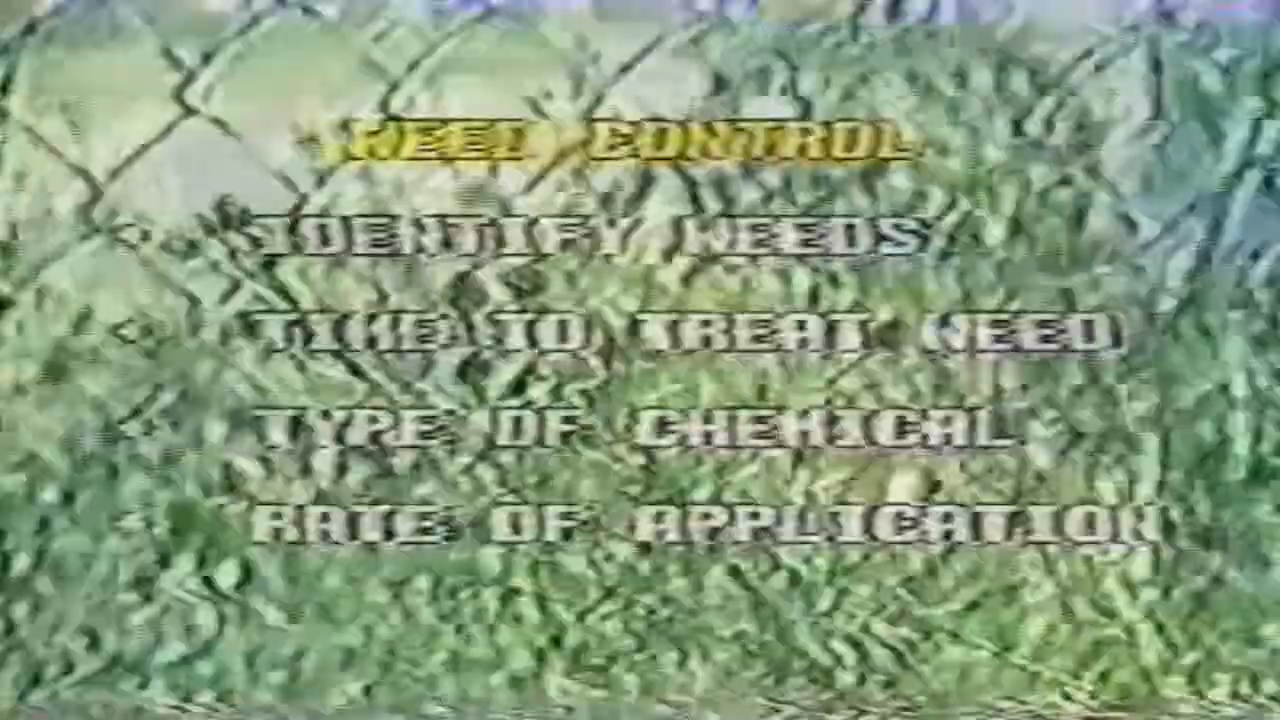 WEED CONTROL
IDENTIFY WEEDS
TIME TO TREAT WEED
TYPE OF CHEMICAL
RATE OF APPLICATION